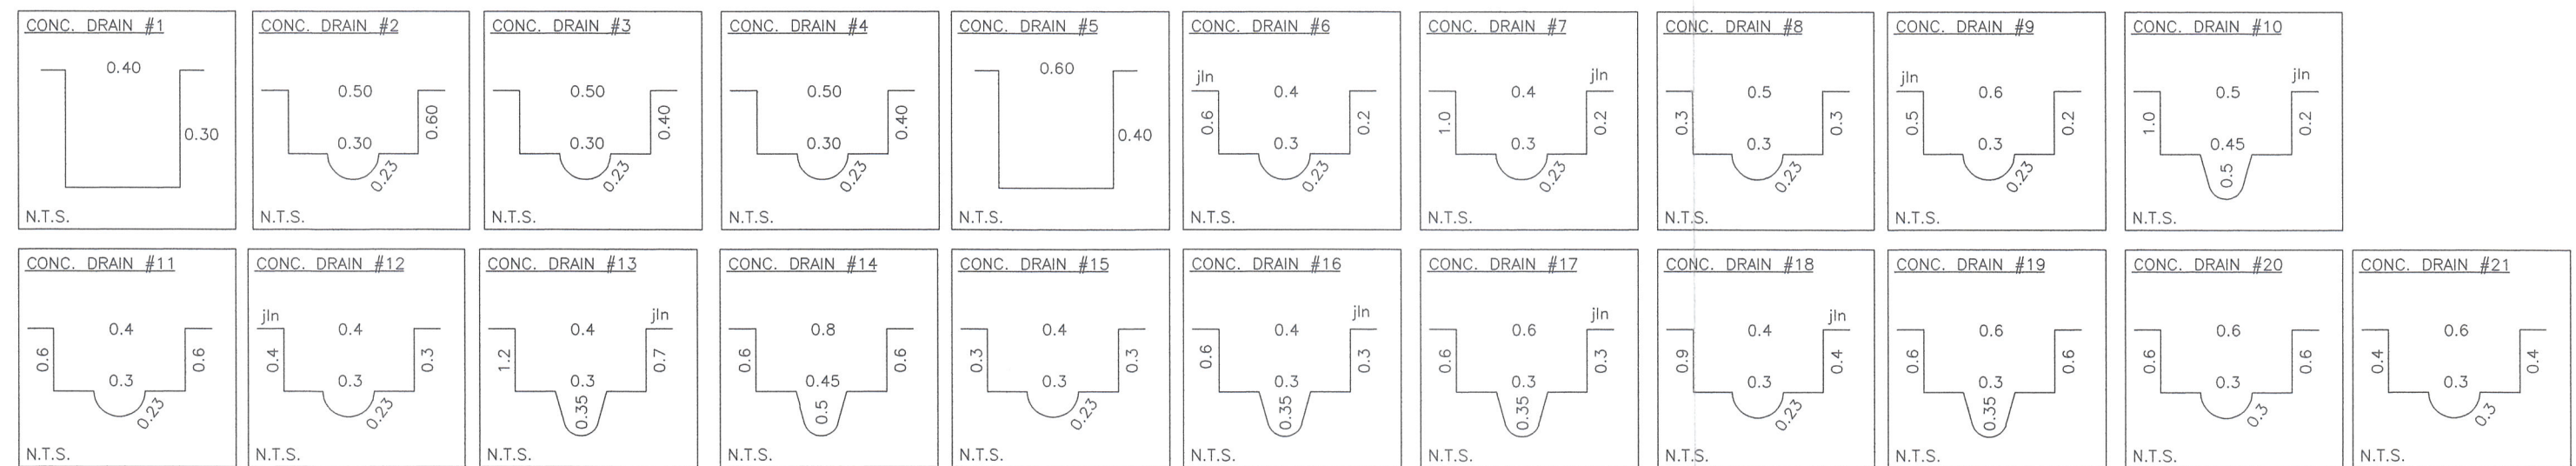 CONC. DRAIN #1
0.40
0.30
N.T.S.
CONC. DRAIN #2
0.50
0.60
0.30
0.23
N.T.S.
CONC. DRAIN #3
0.50
0.40
0.30
0.23
N.T.S.
CONC. DRAIN #4
0.50
0.40
0.30
0.23
N.T.S.
CONC. DRAIN #5
0.60
0.40
N.T.S.
CONC. DRAIN #6
jln
0.4
0.6
0.2
0.3
0.23
N.T.S.
CONC. DRAIN #7
jln
0.4
1.0
0.2
0.3
0.23
N.T.S.
CONC. DRAIN #8
0.5
0.3
0.3
0.3
0.23
N.T.S.
CONC. DRAIN #9
jln
0.6
0.5
0.2
0.3
0.23
N.T.S.
CONC. DRAIN #10
jln
0.5
1.0
0.2
0.45
0.5
N.T.S.
CONC. DRAIN #11
0.4
0.6
0.6
0.3
0.23
N.T.S.
CONC. DRAIN #12
jln
0.4
0.4
0.3
0.3
0.23
N.T.S.
CONC. DRAIN #13
jln
0.4
1.2
0.7
0.3
0.35
N.T.S.
CONC. DRAIN #14
0.8
0.6
0.6
0.45
0.5
N.T.S.
CONC. DRAIN #15
0.4
0.3
0.3
0.3
0.23
N.T.S.
CONC. DRAIN #16
jln
0.4
0.6
0.3
0.3
0.35
N.T.S.
CONC. DRAIN #17
jln
0.6
0.6
0.3
0.3
0.35
N.T.S.
CONC. DRAIN #18
jln
0.4
0.9
0.4
0.3
0.23
N.T.S.
CONC. DRAIN #19
0.6
0.6
0.6
0.3
0.35
N.T.S.
CONC. DRAIN #20
0.6
0.6
0.6
0.3
0.3
N.T.S.
CONC. DRAIN #21
0.6
0.4
0.4
0.3
0.3
N.T.S.